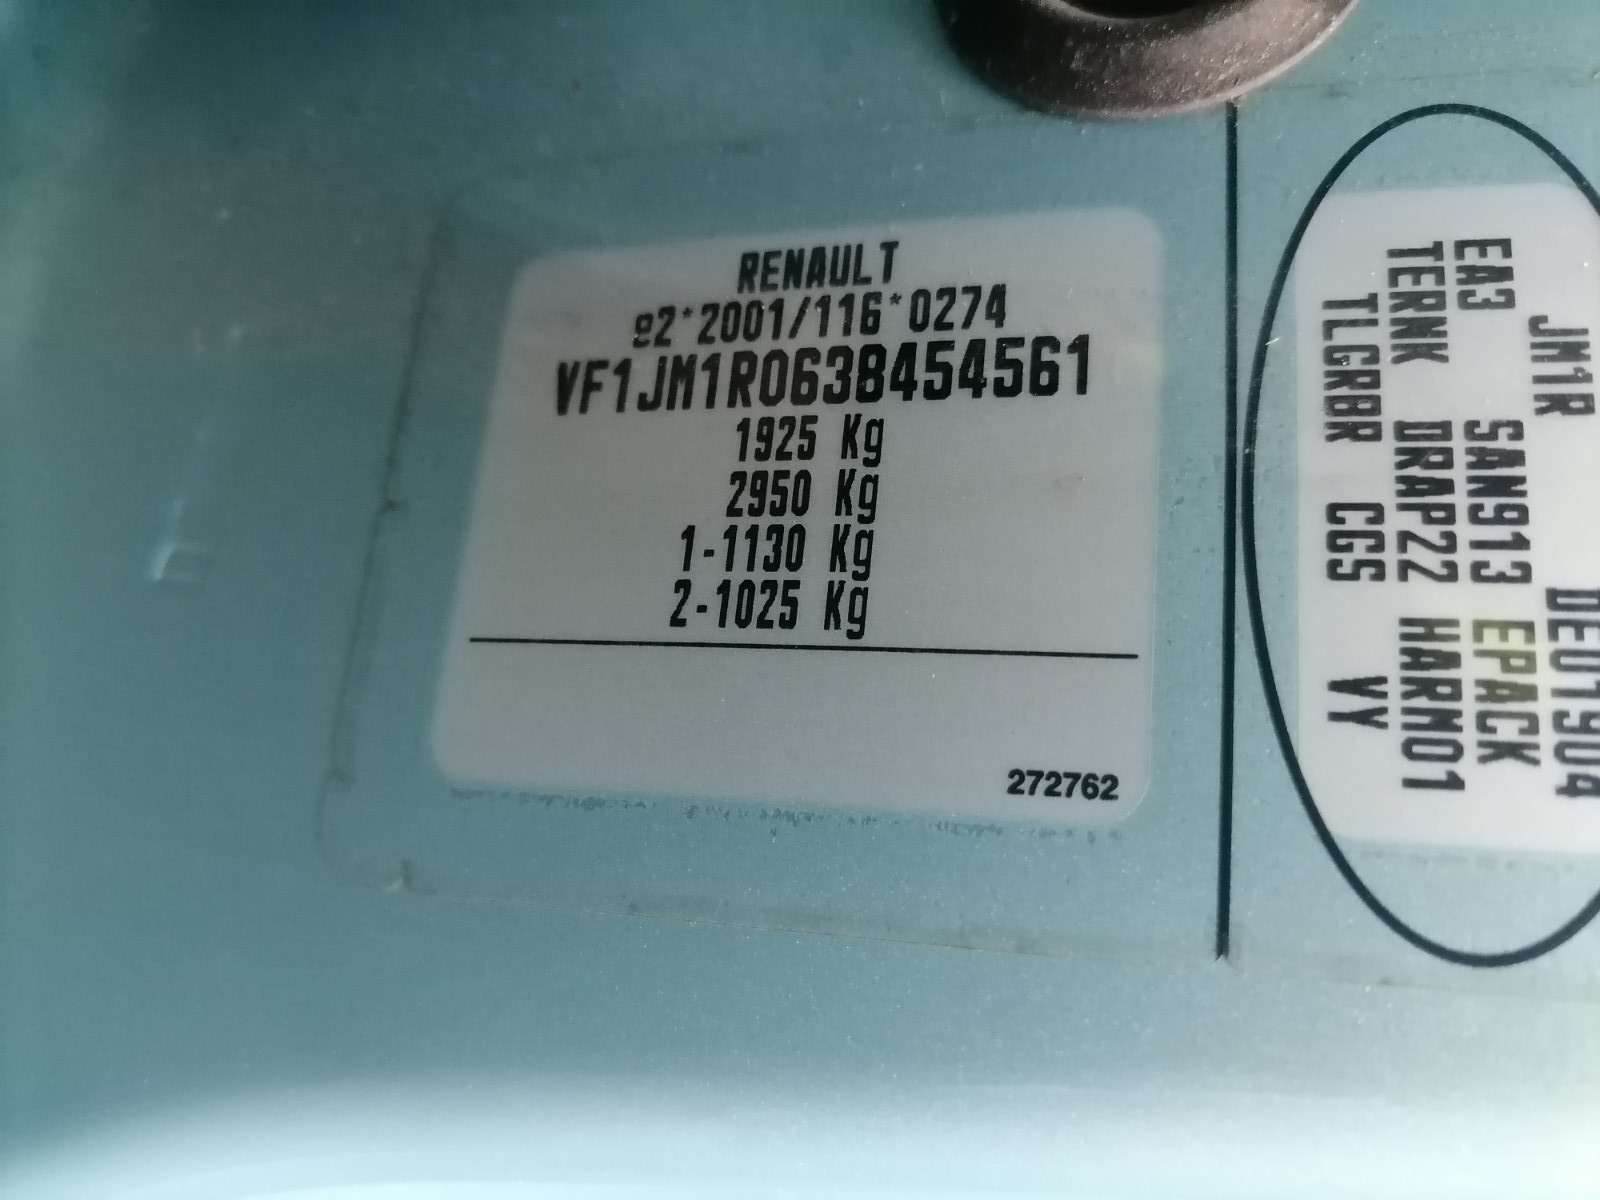 RENAULT
e2*2001/116*0274
VF1JM1R0638454561
1925 Kg
2950 Kg
1-1130 Kg
2-1025 Kg
272762
JM1R DE01904
EA3 SAN913 EPACK
TERNK DRAP22 HARM01
TLGRBR CGS VY